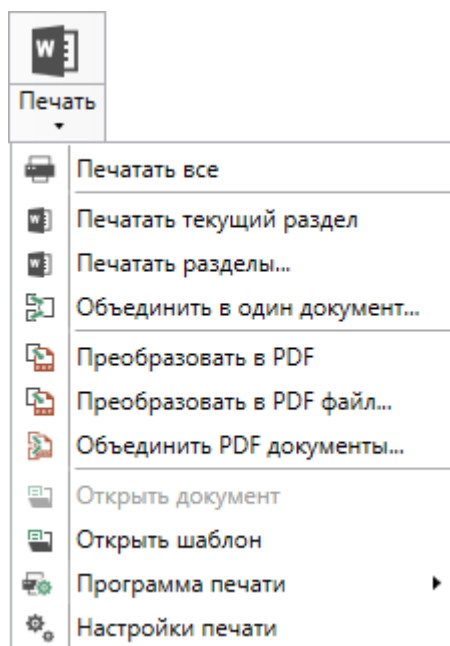 Печать
Печатать все
Печатать текущий раздел
Печатать разделы...
Объединить в один документ...
Преобразовать в PDF
Преобразовать в PDF файл...
Объединить PDF документы...
Открыть документ
Открыть шаблон
Программа печати
Настройки печати